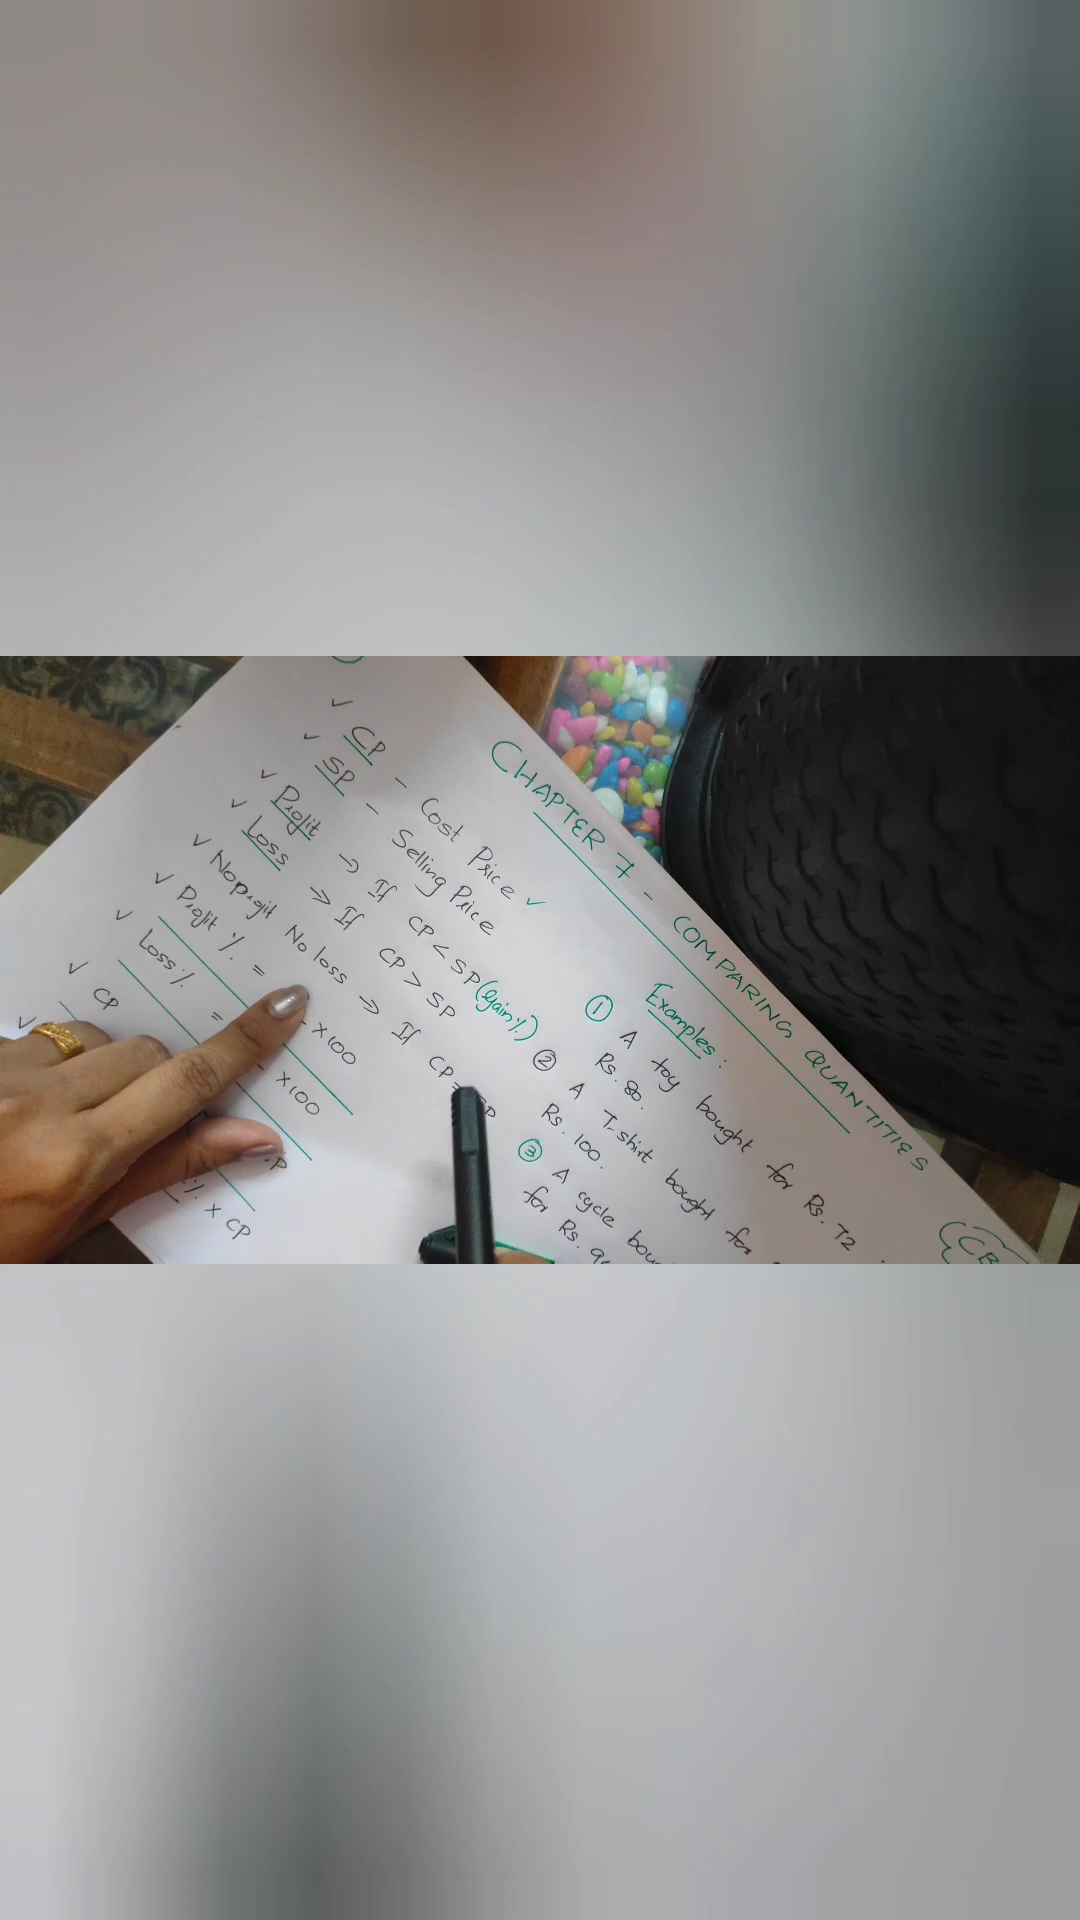 CHAPTER 7 - COMPARING QUANTITIES
CP - Cost Price
SP - Selling Price
Profit → If CP < SP (Gain%)
Loss → If CP > SP
No profit No loss → If CP =
Profit % = × 100
Loss% = × 100
CP
% × CP
Examples:
① A toy bought for Rs. 72
Rs. 80.
② A T-shirt bought for
Rs. 100.
③ A cycle
for Rs.